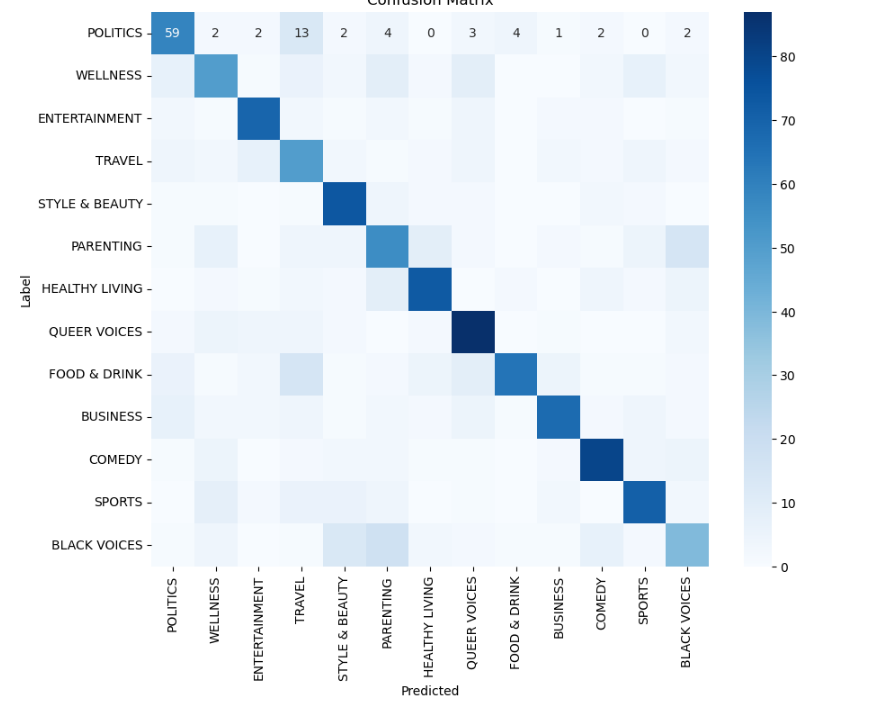 Confusion Matrix
POLITICS 59 2 2 13 2 4 0 3 4 1 2 0 2
WELLNESS
ENTERTAINMENT
TRAVEL
STYLE & BEAUTY
PARENTING
HEALTHY LIVING
QUEER VOICES
FOOD & DRINK
BUSINESS
COMEDY
SPORTS
BLACK VOICES
Label
POLITICS
WELLNESS
ENTERTAINMENT
TRAVEL
STYLE & BEAUTY
PARENTING
HEALTHY LIVING
QUEER VOICES
FOOD & DRINK
BUSINESS
COMEDY
SPORTS
BLACK VOICES
Predicted
80
70
60
50
40
30
20
10
0